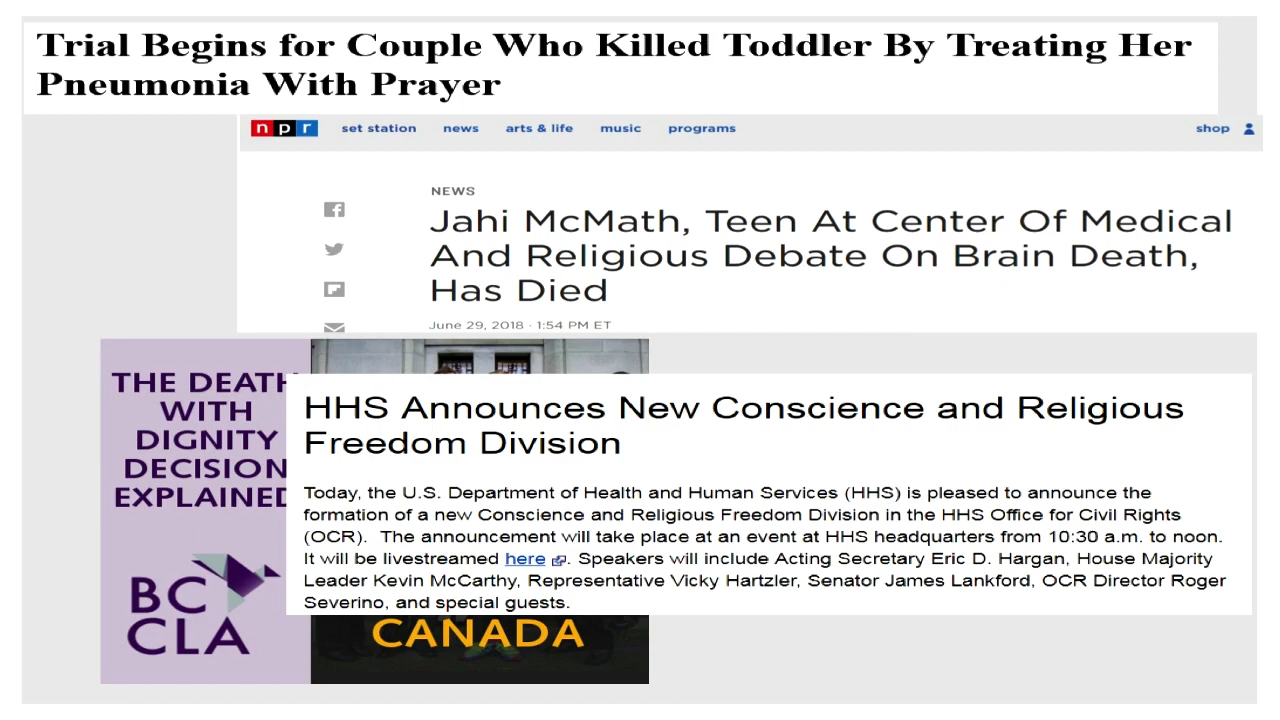 Trial Begins for Couple Who Killed Toddler By Treating Her
Pneumonia With Prayer
npr set station news arts & life music programs shop
NEWS
Jahi McMath, Teen At Center Of Medical
And Religious Debate On Brain Death,
Has Died
June 29, 2018 · 1:54 PM ET
THE DEATH
WITH
DIGNITY
DECISION
EXPLAINED
BC
CLA
HHS Announces New Conscience and Religious
Freedom Division
Today, the U.S. Department of Health and Human Services (HHS) is pleased to announce the
formation of a new Conscience and Religious Freedom Division in the HHS Office for Civil Rights
(OCR). The announcement will take place at an event at HHS headquarters from 10:30 a.m. to noon.
It will be livestreamed here. Speakers will include Acting Secretary Eric D. Hargan, House Majority
Leader Kevin McCarthy, Representative Vicky Hartzler, Senator James Lankford, OCR Director Roger
Severino, and special guests.
CANADA